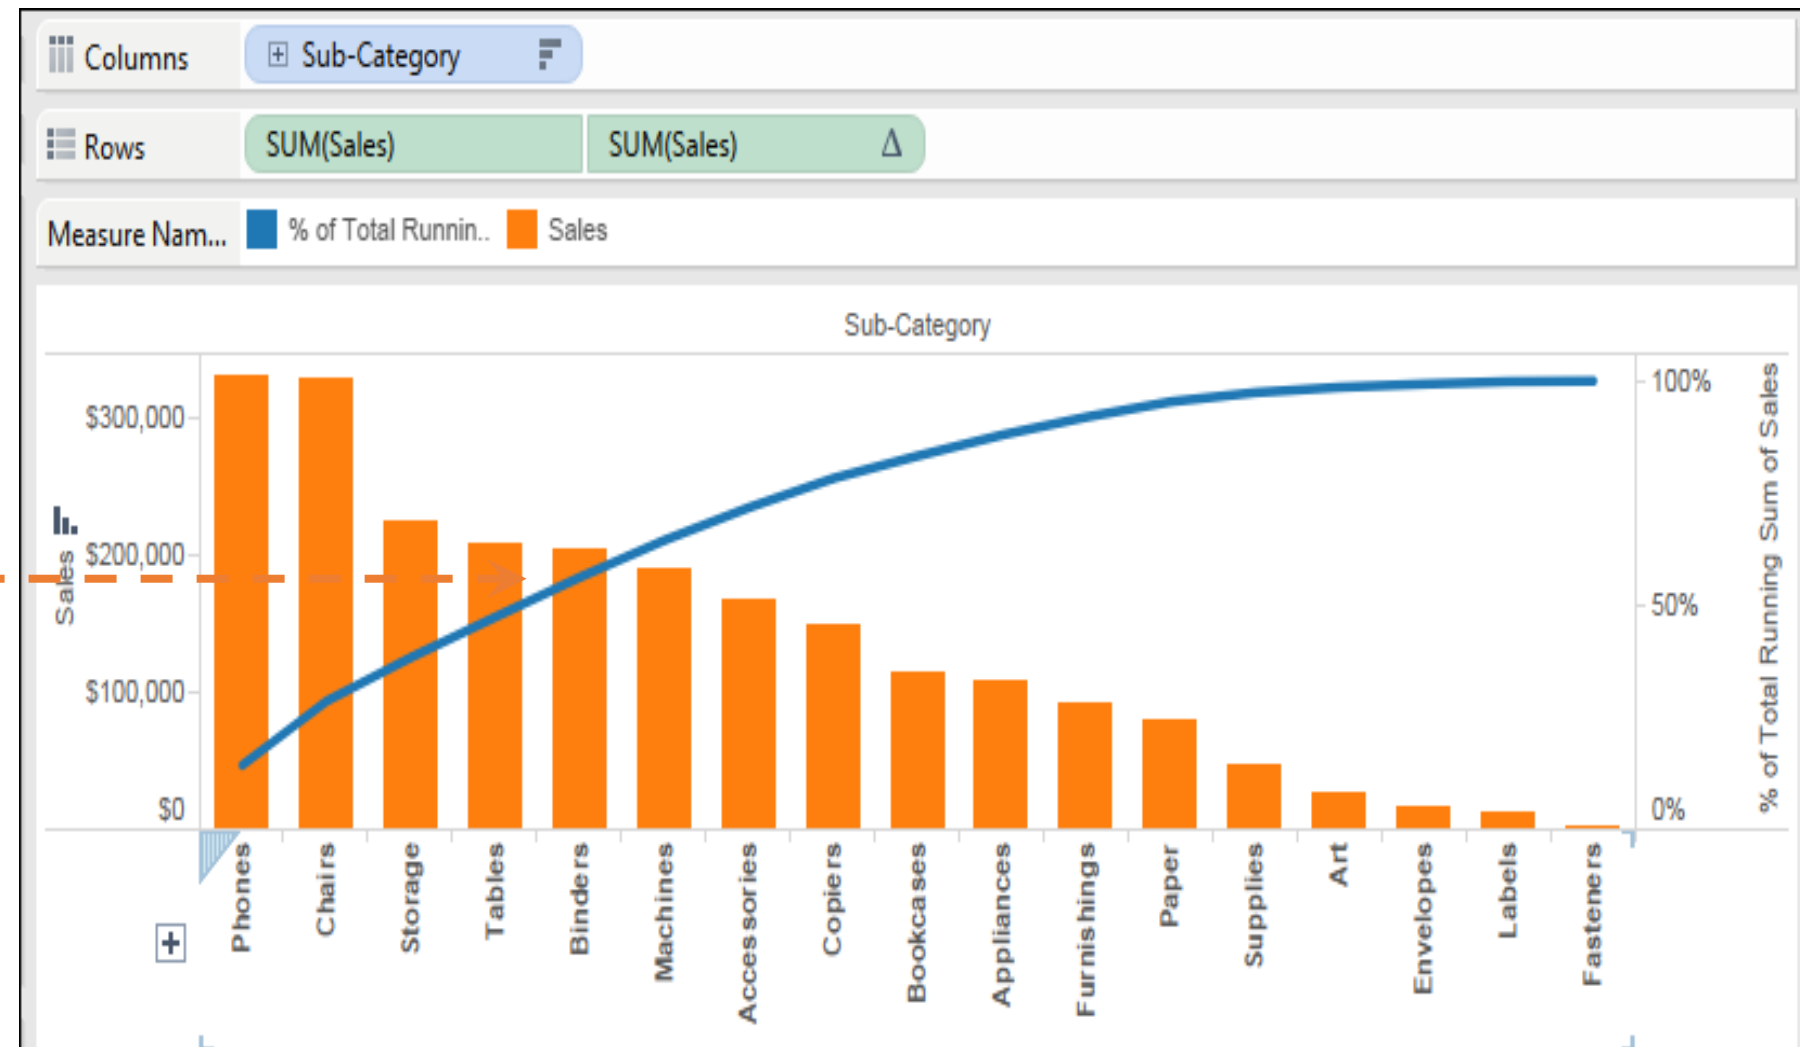 Columns Sub-Category
Rows SUM(Sales) SUM(Sales) Δ
Measure Nam... % of Total Runnin.. Sales
Sub-Category
$300,000
$200,000
$100,000
$0
Sales
100%
50%
0%
% of Total Running Sum of Sales
Phones
Chairs
Storage
Tables
Binders
Machines
Accessories
Copiers
Bookcases
Appliances
Furnishings
Paper
Supplies
Art
Envelopes
Labels
Fasteners